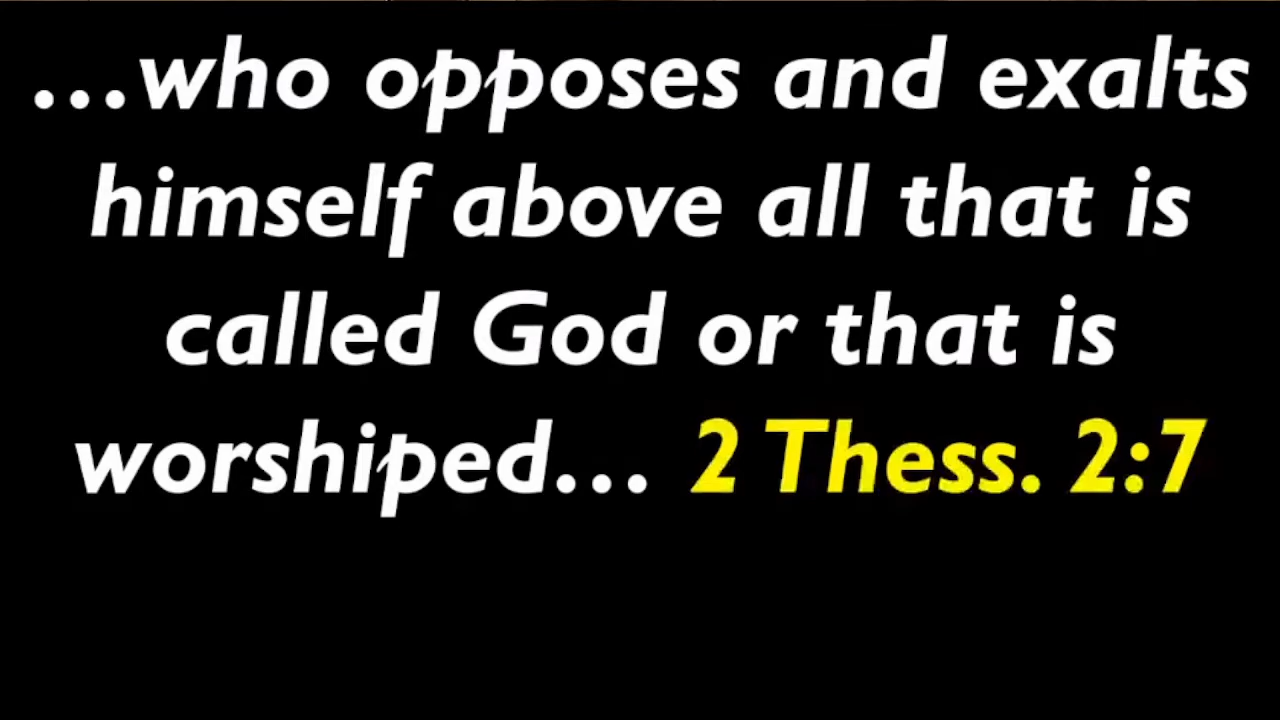 …who opposes and exalts
himself above all that is
called God or that is
worshiped… 2 Thess. 2:7